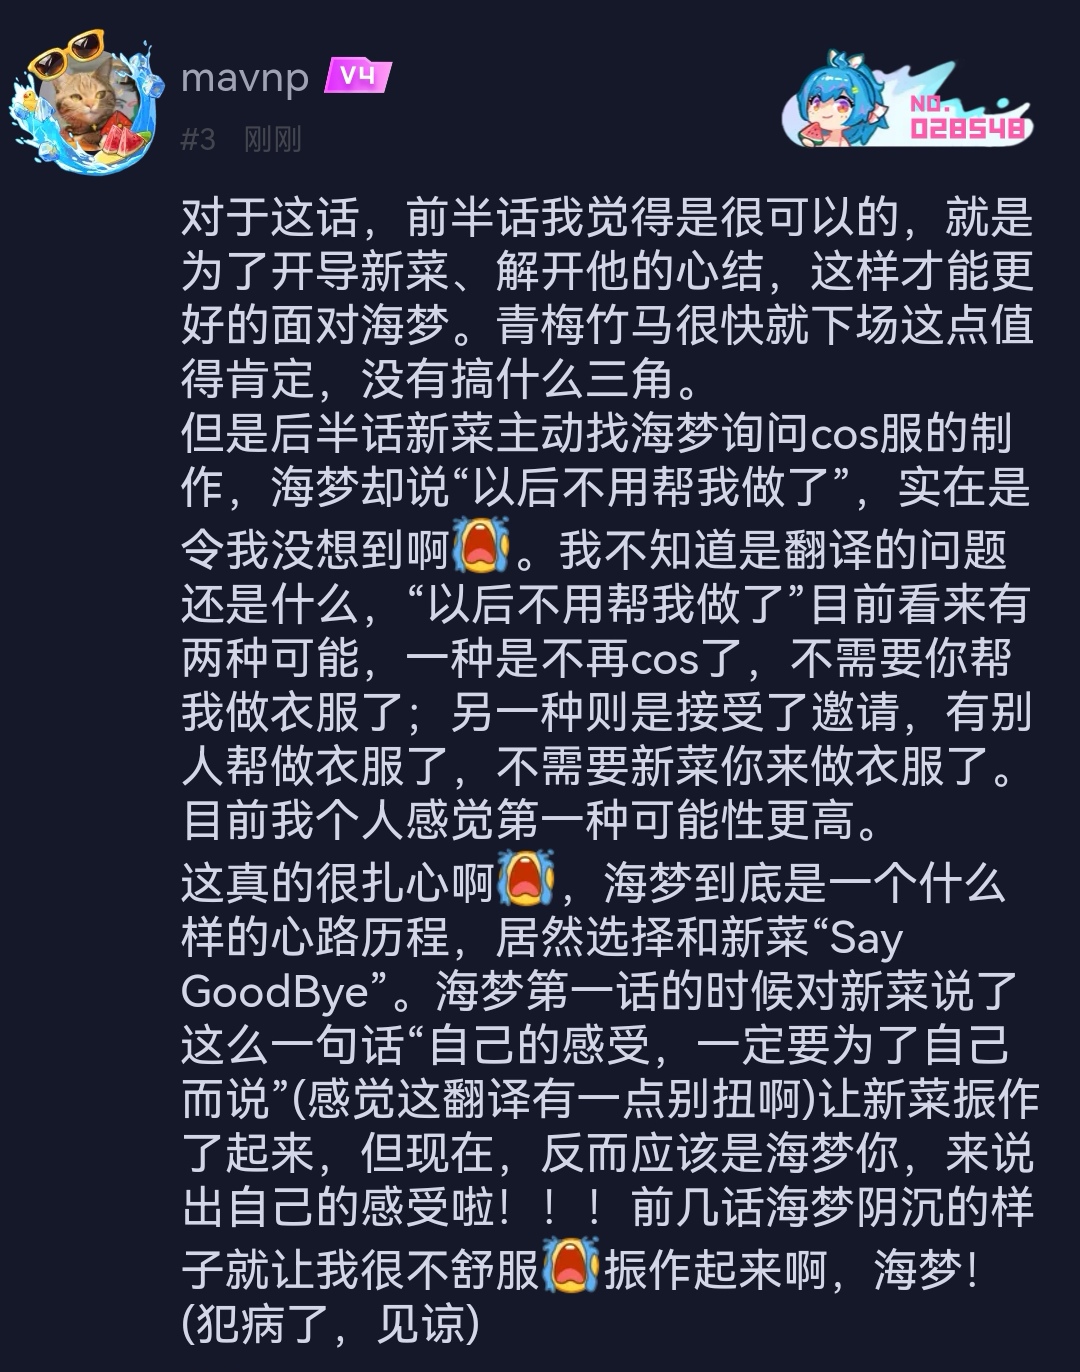 mavnp V4
NO.
028548
#3 刚刚
对于这话，前半话我觉得是很可以的，就是
为了开导新菜、解开他的心结，这样才能更
好的面对海梦。青梅竹马很快就下场这点值
得肯定，没有搞什么三角。
但是后半话新菜主动找海梦询问cos服的制
作，海梦却说“以后不用帮我做了”，实在是
令我没想到啊😭。我不知道是翻译的问题
还是什么，“以后不用帮我做了”目前看来有
两种可能，一种是不再cos了，不需要你帮
我做衣服了；另一种则是接受了邀请，有别
人帮做衣服了，不需要新菜你来做衣服了。
目前我个人感觉第一种可能性更高。
这真的很扎心啊😭，海梦到底是一个什么
样的心路历程，居然选择和新菜“Say
GoodBye”。海梦第一话的时候对新菜说了
这么一句话“自己的感受，一定要为了自己
而说”(感觉这翻译有一点别扭啊)让新菜振作
了起来，但现在，反而应该是海梦你，来说
出自己的感受啦！！！前几话海梦阴沉的样
子就让我很不舒服😭振作起来啊，海梦！
(犯病了，见谅)